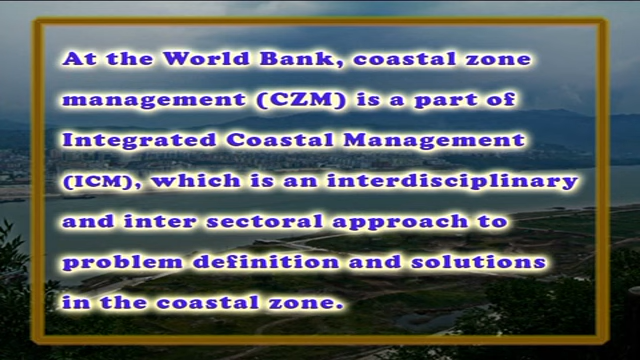 At the World Bank, coastal zone
management (CZM) is a part of
Integrated Coastal Management
(ICM), which is an interdisciplinary
and inter sectoral approach to
problem definition and solutions
in the coastal zone.